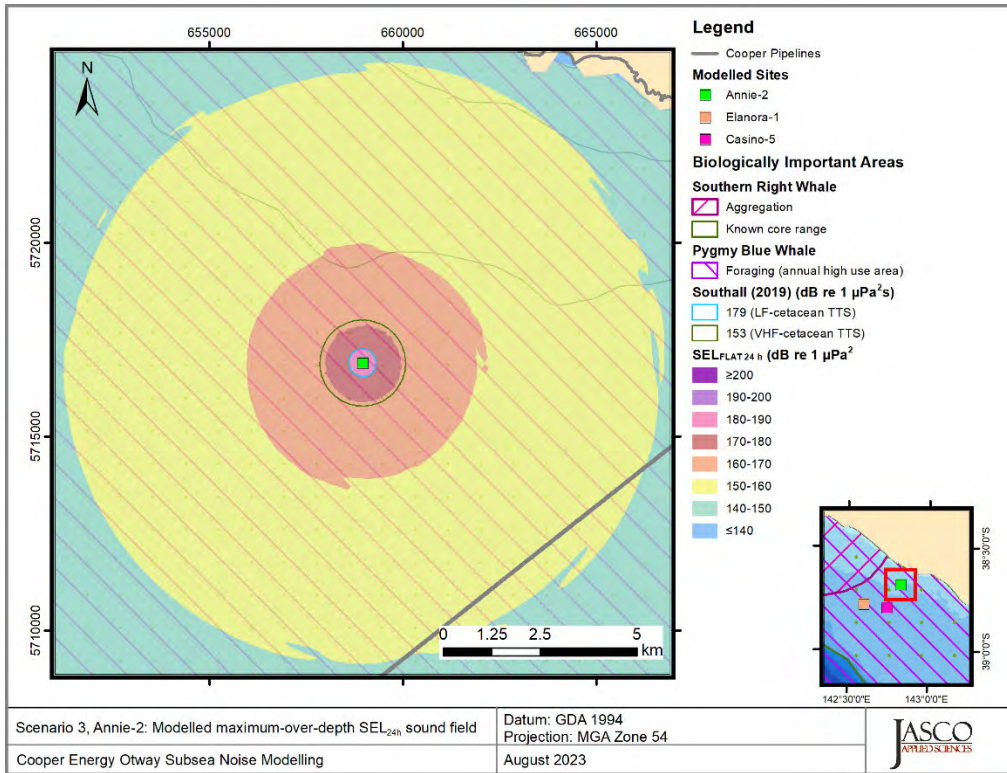 655000 660000 665000
N
5720000
5715000
5710000
0 1.25 2.5 5
km
Legend
Cooper Pipelines
Modelled Sites
Annie-2
Elanora-1
Casino-5
Biologically Important Areas
Southern Right Whale
Aggregation
Known core range
Pygmy Blue Whale
Foraging (annual high use area)
Southall (2019) (dB re 1 µPa²s)
179 (LF-cetacean TTS)
153 (VHF-cetacean TTS)
SELFLAT 24 h (dB re 1 µPa²
≥200
190-200
180-190
170-180
160-170
150-160
140-150
≤140
38°30'S
39°0'S
142°30'0"E 143°0'0"E
Scenario 3, Annie-2: Modelled maximum-over-depth SEL24h sound field
Cooper Energy Otway Subsea Noise Modelling
Datum: GDA 1994
Projection: MGA Zone 54
August 2023
JASCO
APPLIED SCIENCES